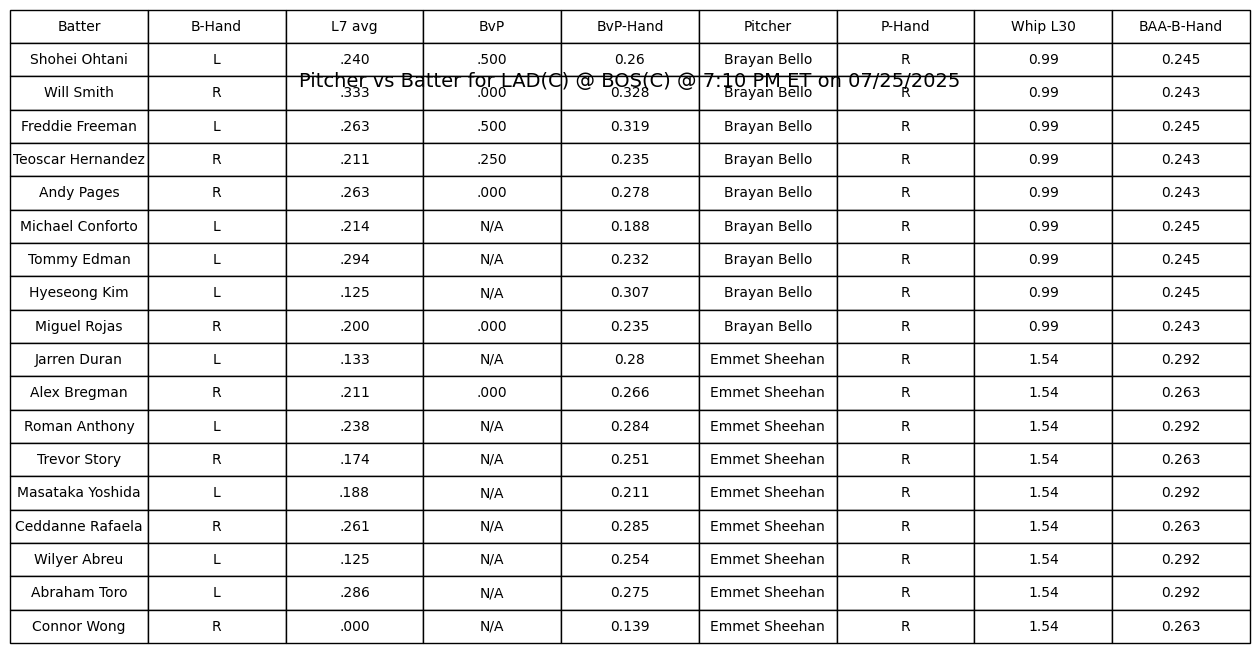 Batter B-Hand L7 avg BvP BvP-Hand Pitcher P-Hand Whip L30 BAA-B-Hand
Shohei Ohtani L .240 .500 0.26 Brayan Bello R 0.99 0.245
Pitcher vs Batter for LAD(C) @ BOS(C) @ 7:10 PM ET on 07/25/2025
Will Smith R .333 .000 0.328 Brayan Bello R 0.99 0.243
Freddie Freeman L .263 .500 0.319 Brayan Bello R 0.99 0.245
Teoscar Hernandez R .211 .250 0.235 Brayan Bello R 0.99 0.243
Andy Pages R .263 .000 0.278 Brayan Bello R 0.99 0.243
Michael Conforto L .214 N/A 0.188 Brayan Bello R 0.99 0.245
Tommy Edman L .294 N/A 0.232 Brayan Bello R 0.99 0.245
Hyeseong Kim L .125 N/A 0.307 Brayan Bello R 0.99 0.245
Miguel Rojas R .200 .000 0.235 Brayan Bello R 0.99 0.243
Jarren Duran L .133 N/A 0.28 Emmet Sheehan R 1.54 0.292
Alex Bregman R .211 .000 0.266 Emmet Sheehan R 1.54 0.263
Roman Anthony L .238 N/A 0.284 Emmet Sheehan R 1.54 0.292
Trevor Story R .174 N/A 0.251 Emmet Sheehan R 1.54 0.263
Masataka Yoshida L .188 N/A 0.211 Emmet Sheehan R 1.54 0.292
Ceddanne Rafaela R .261 N/A 0.285 Emmet Sheehan R 1.54 0.263
Wilyer Abreu L .125 N/A 0.254 Emmet Sheehan R 1.54 0.292
Abraham Toro L .286 N/A 0.275 Emmet Sheehan R 1.54 0.292
Connor Wong R .000 N/A 0.139 Emmet Sheehan R 1.54 0.263